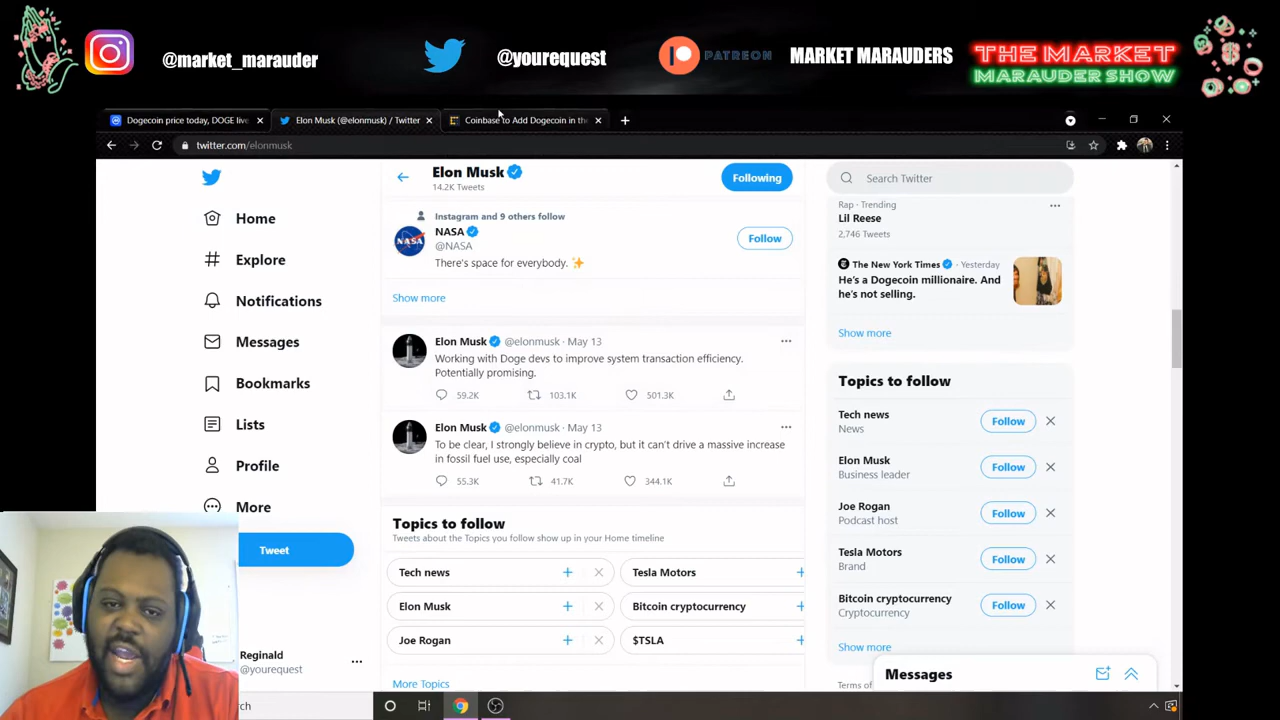 @market_marauder
@yourequest
PATREON
MARKET MARAUDERS
THE MARKET
MARAUDER SHOW
Dogecoin price today, DOGE live
Elon Musk (@elonmusk) / Twitter
Coinbase to Add Dogecoin in th
twitter.com/elonmusk
Home
Explore
Notifications
Messages
Bookmarks
Lists
Profile
More
Tweet
Reginald
@yourequest
rch
Elon Musk
14.2K Tweets
Following
Instagram and 9 others follow
NASA
NASA
@NASA
There's space for everybody. ✨
Follow
Show more
Elon Musk @elonmusk · May 13
Working with Doge devs to improve system transaction efficiency.
Potentially promising.
59.2K 103.1K 501.3K
Elon Musk @elonmusk · May 13
To be clear, I strongly believe in crypto, but it can't drive a massive increase
in fossil fuel use, especially coal
55.3K 41.7K 344.1K
Topics to follow
Tweets about the Topics you follow show up in your Home timeline
Tech news
Tesla Motors
Elon Musk
Bitcoin cryptocurrency
Joe Rogan
$TSLA
More Topics
Search Twitter
Rap · Trending
Lil Reese
2,746 Tweets
The New York Times · Yesterday
He's a Dogecoin millionaire. And
he's not selling.
Show more
Topics to follow
Tech news
News
Follow
Elon Musk
Business leader
Follow
Joe Rogan
Podcast host
Follow
Tesla Motors
Brand
Follow
Bitcoin cryptocurrency
Cryptocurrency
Follow
Show more
Terms of
Messages